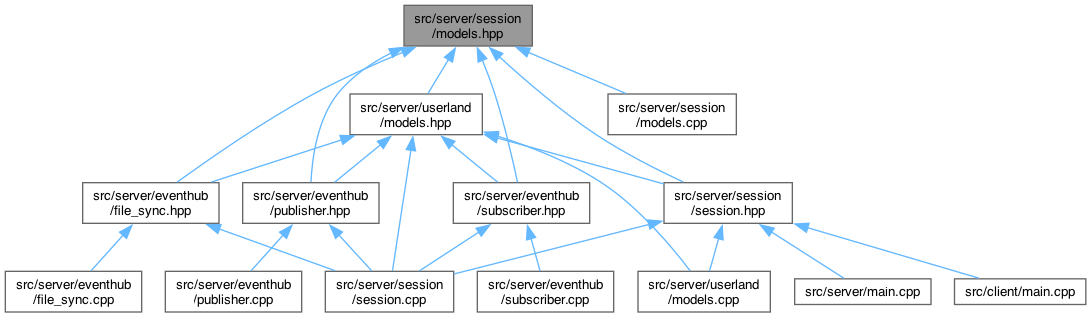 src/server/session
/models.hpp
src/server/userland
/models.hpp
src/server/session
/models.cpp
src/server/eventhub
/file_sync.hpp
src/server/eventhub
/publisher.hpp
src/server/eventhub
/subscriber.hpp
src/server/session
/session.hpp
src/server/eventhub
/file_sync.cpp
src/server/eventhub
/publisher.cpp
src/server/session
/session.cpp
src/server/eventhub
/subscriber.cpp
src/server/userland
/models.cpp
src/server/main.cpp
src/client/main.cpp